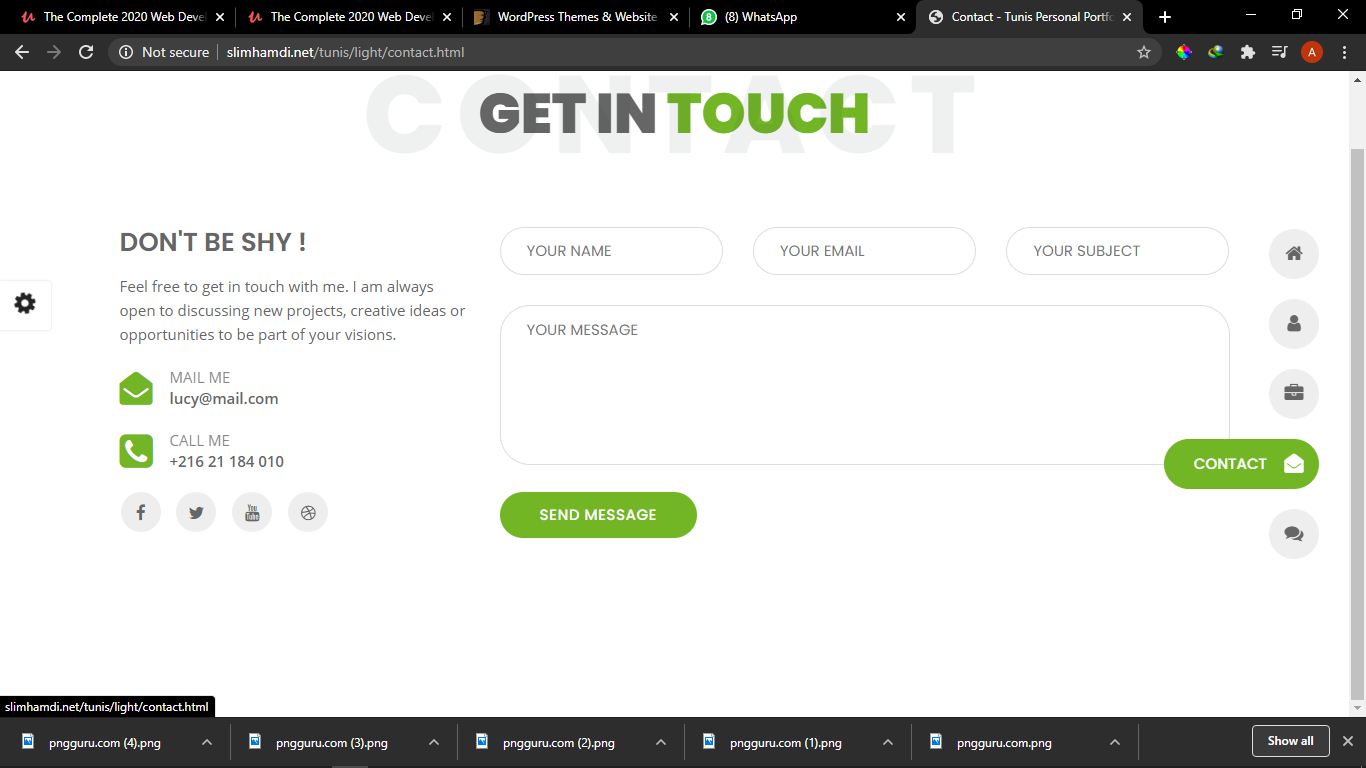 The Complete 2020 Web Devel
The Complete 2020 Web Devel
WordPress Themes & Website
(8) WhatsApp
Contact - Tunis Personal Portfo
Not secure
slimhamdi.net/tunis/light/contact.html
A
CONTACT
GET IN TOUCH
DON'T BE SHY !
Feel free to get in touch with me. I am always
open to discussing new projects, creative ideas or
opportunities to be part of your visions.
MAIL ME
lucy@mail.com
CALL ME
+216 21 184 010
You Tube
YOUR NAME
YOUR EMAIL
YOUR SUBJECT
YOUR MESSAGE
CONTACT
SEND MESSAGE
slimhamdi.net/tunis/light/contact.html
pngguru.com (4).png
pngguru.com (3).png
pngguru.com (2).png
pngguru.com (1).png
pngguru.com.png
Show all